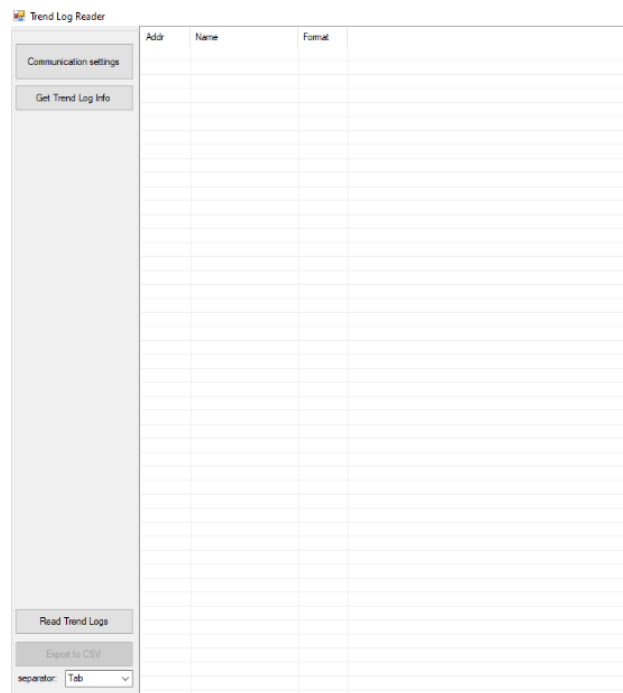 Trend Log Reader
Addr Name Format
Communication settings
Get Trend Log Info
Read Trend Logs
Export to CSV
separator: Tab